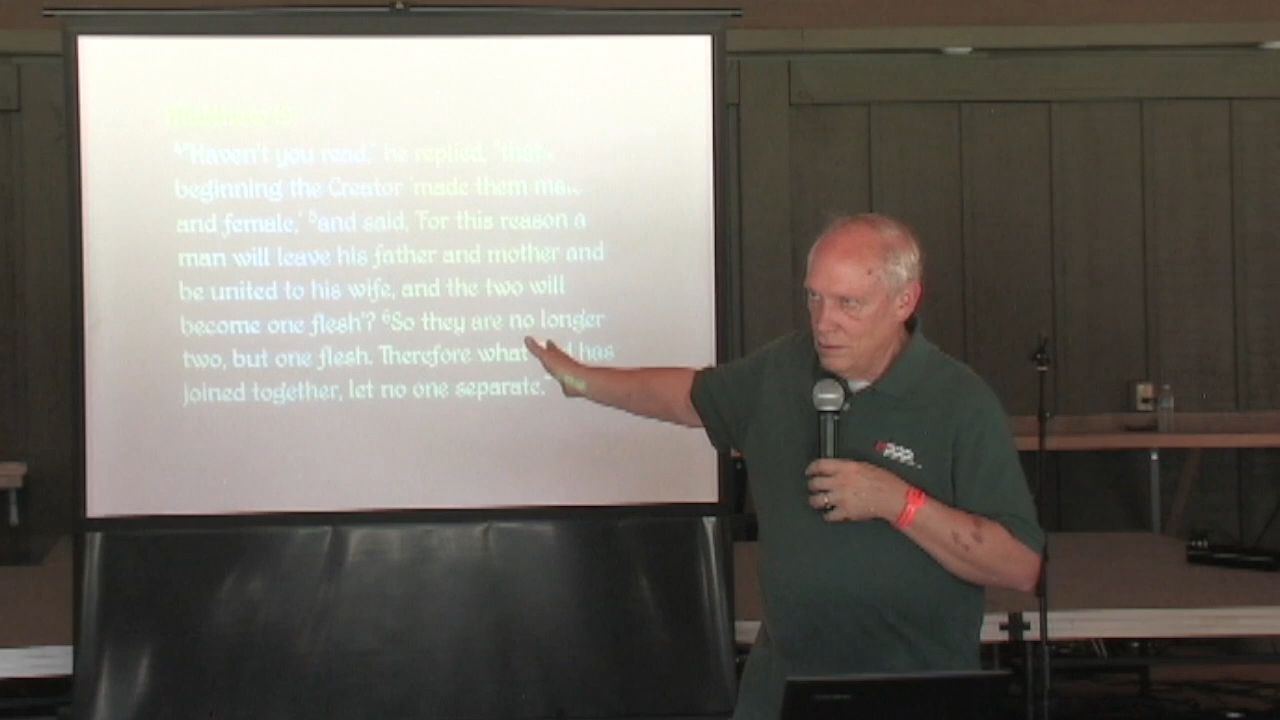 ⁴"Haven't you read,' he replied, 'that
beginning the Creator 'made them male
and female,' ⁵and said, 'For this reason a
man will leave his father and mother and
be united to his wife, and the two will
become one flesh'? ⁶So they are no longer
two, but one flesh. Therefore what has
joined together, let no one separate."